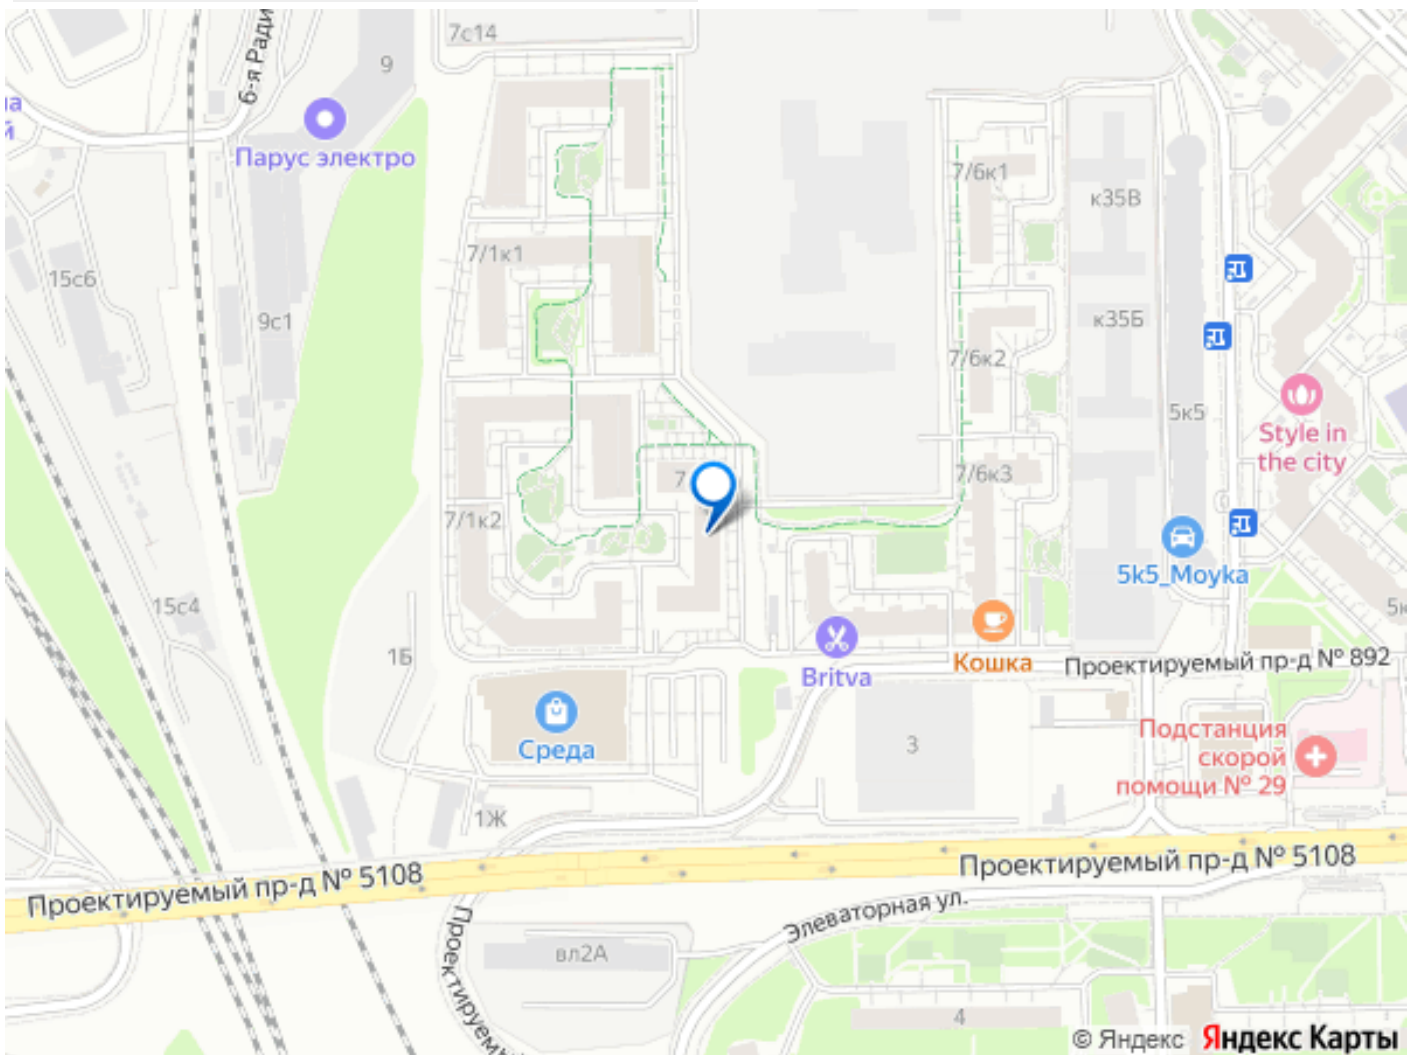 7с14
6-я Ради
9
Парус электро
7/6к1
к35В
7/1к1
15с6
9с1
к35Б
7/6к2
5к5
Style in
the city
7
7/6к3
7/1к2
5k5_Moyka
15с4
1Б
Britva
Кошка
Проектируемый пр-д № 892
Среда
3
Подстанция
скорой
помощи № 29
1Ж
Проектируемый пр-д № 5108
Проектируемый пр-д № 5108
Элеваторная ул.
Проектируемы
вл2А
4
© Яндекс Яндекс Карты